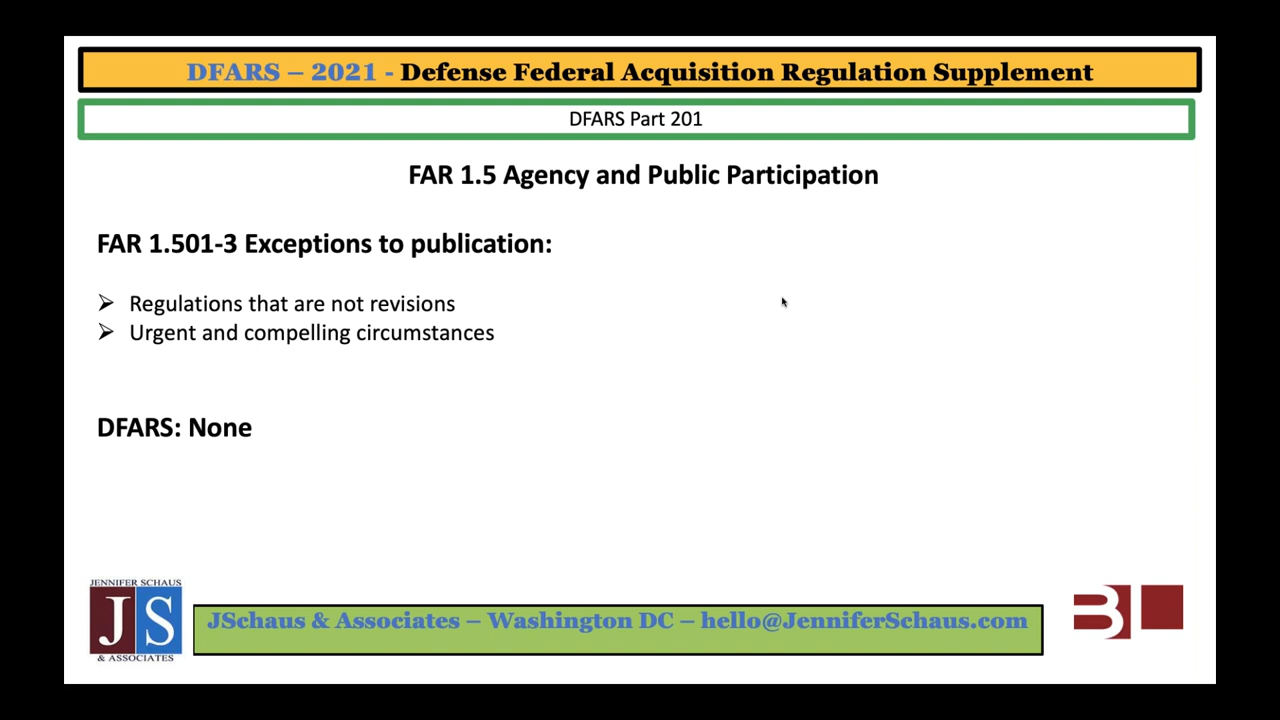 DFARS – 2021 - Defense Federal Acquisition Regulation Supplement
DFARS Part 201
FAR 1.5 Agency and Public Participation
FAR 1.501-3 Exceptions to publication:
Regulations that are not revisions
Urgent and compelling circumstances
DFARS: None
JENNIFER SCHAUS
JS
& ASSOCIATES
JSchaus & Associates – Washington DC – hello@JenniferSchaus.com
B